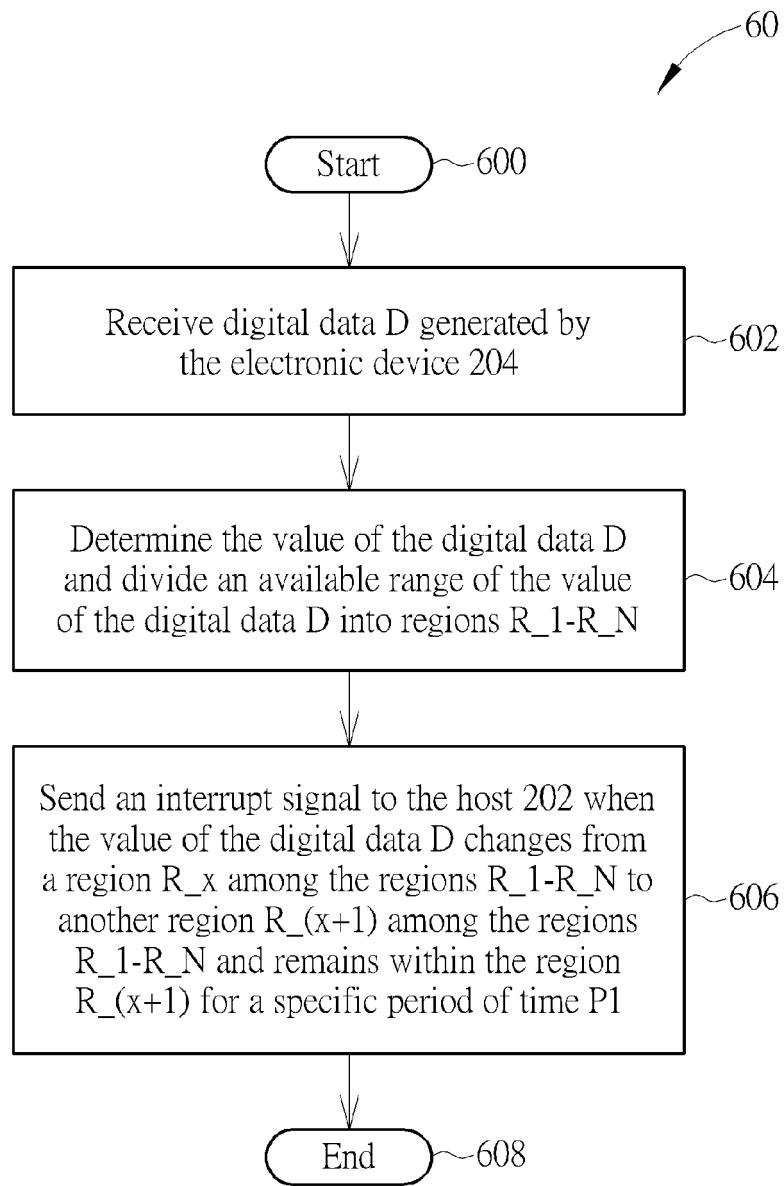 60
Start
600
Receive digital data D generated by
the electronic device 204
602
Determine the value of the digital data D
and divide an available range of the value
of the digital data D into regions R_1-R_N
604
Send an interrupt signal to the host 202 when
the value of the digital data D changes from
a region R_x among the regions R_1-R_N to
another region R_(x+1) among the regions
R_1-R_N and remains within the region
R_(x+1) for a specific period of time P1
606
End
608